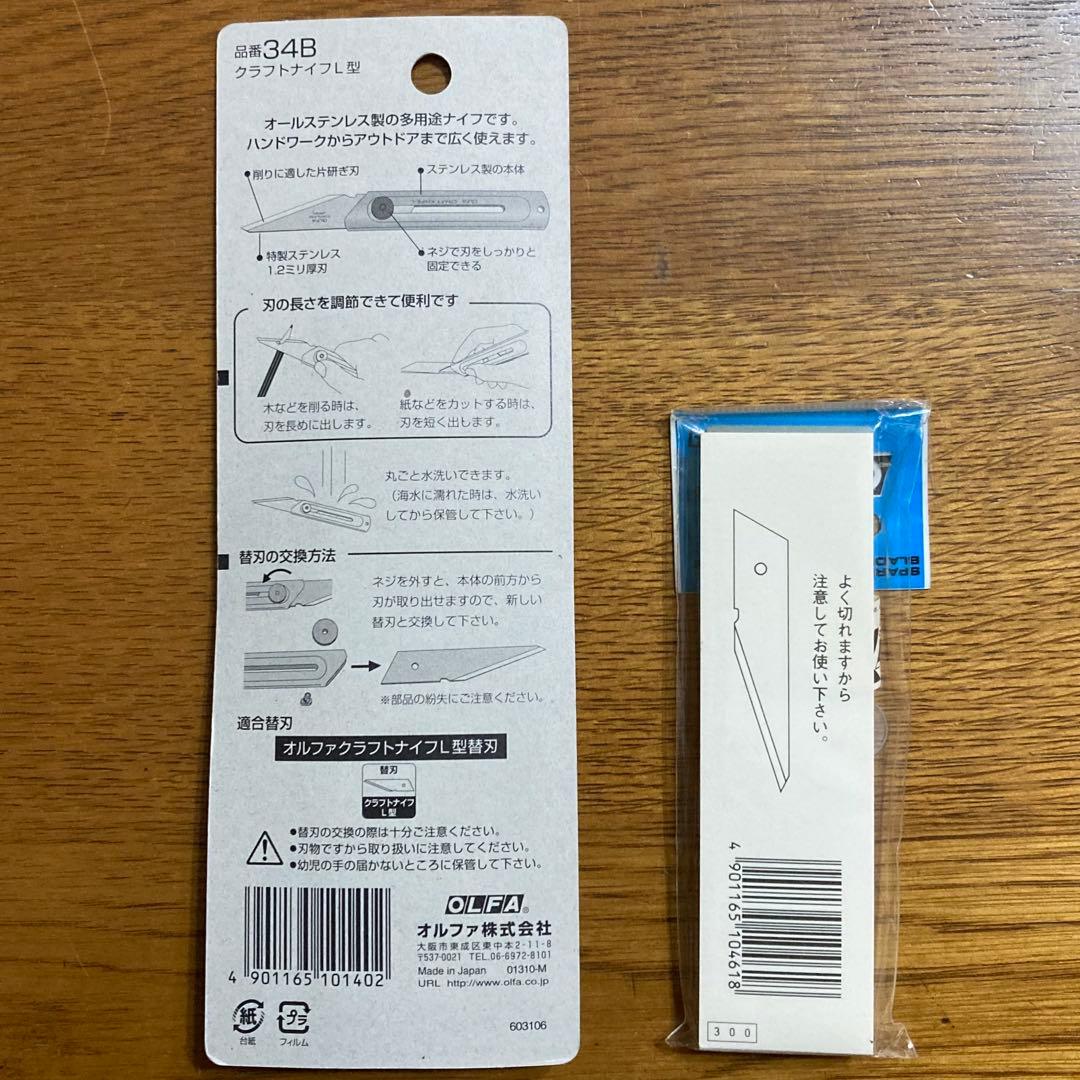 品番34B
クラフトナイフL型
オールステンレス製の多用途ナイフです。
ハンドワークからアウトドアまで広く使えます。
●削りに適した片研ぎ刃
●ステンレス製の本体
OLFA CRAFT KNIFE L
OLFA
●特製ステンレス
1.2ミリ厚刃
●ネジで刃をしっかりと
固定できる
刃の長さを調節できて便利です
木などを削る時は、
刃を長めに出します。
紙などをカットする時は、
刃を短く出します。
丸ごと水洗いできます。
(海水に濡れた時は、水洗い
してから保管して下さい。)
替刃の交換方法
ネジを外すと、本体の前方から
刃が取り出せますので、新しい
替刃と交換して下さい。
※部品の紛失にご注意ください。
適合替刃
オルファクラフトナイフL型替刃
替刃
クラフトナイフ
L型
●替刃の交換の際は十分ご注意ください。
●刃物ですから取り扱いに注意してください。
●幼児の手の届かないところに保管して下さい。
4 901165 101402
OLFA®
オルファ株式会社
大阪市東成区東中本2-11-8
〒537-0021 TEL.06-6972-8101
Made in Japan 01310-M
URL http://www.olfa.co.jp
紙
台紙
プラ
フィルム
603106
よく切れますから
注意してお使い下さい。
4 901165 104618
300